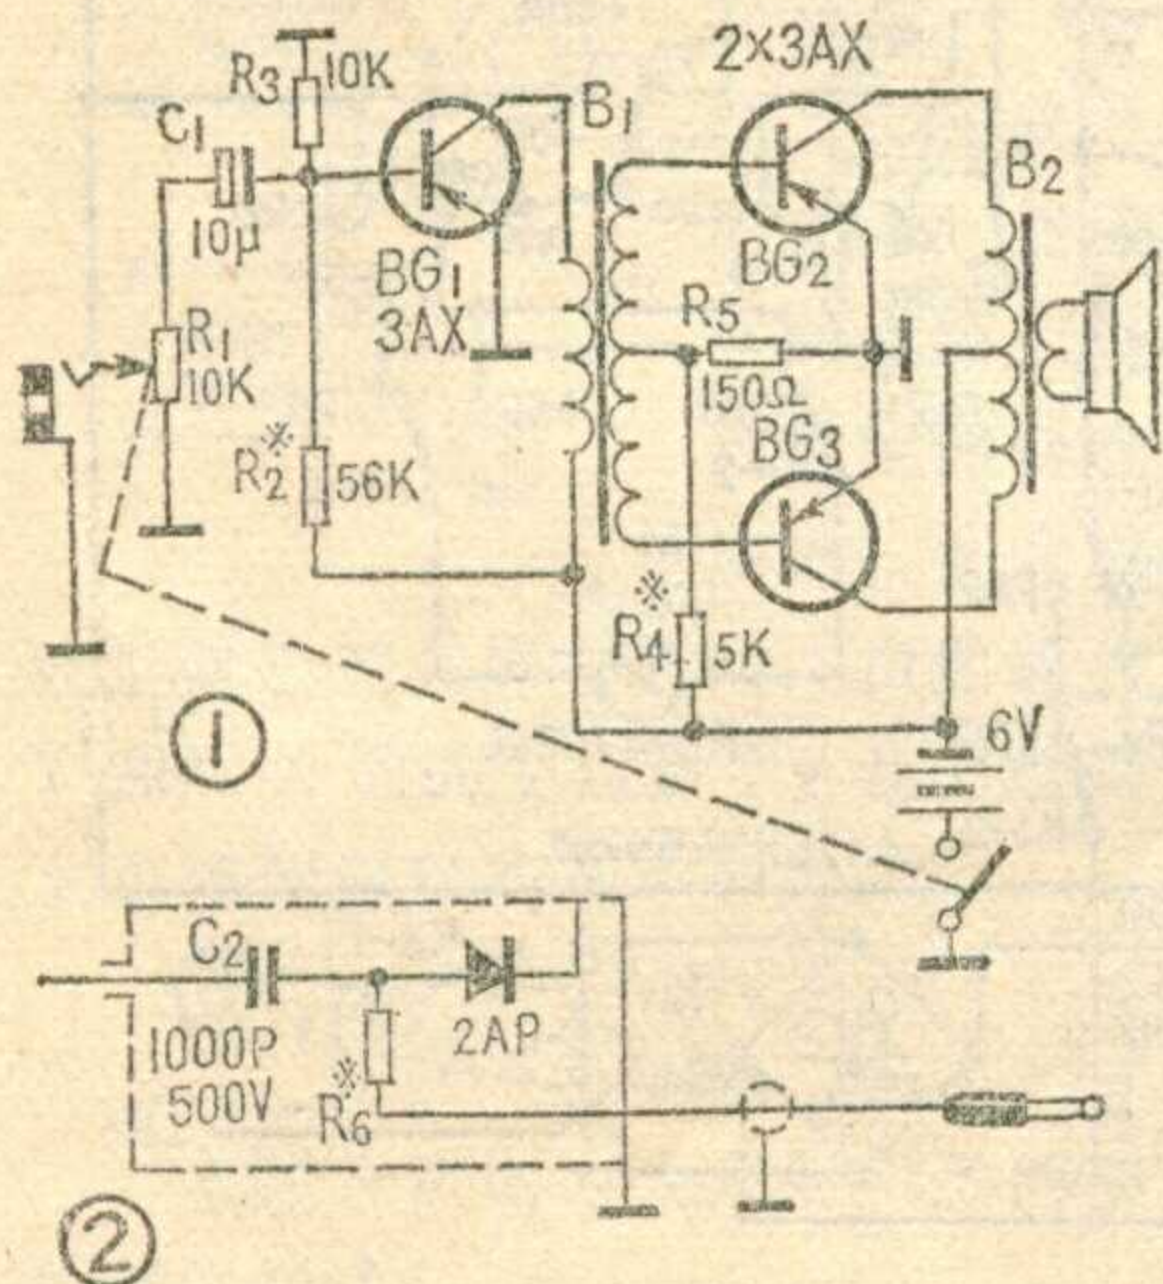 2×3AX
R3 10K
C1
10μ
B1
B2
BG1
3AX
BG2
R1
10K
R5
150Ω
BG3
※
R2 56K
※
R4 5K
6V
①
C2
1000P
500V
2AP
※
R6
②